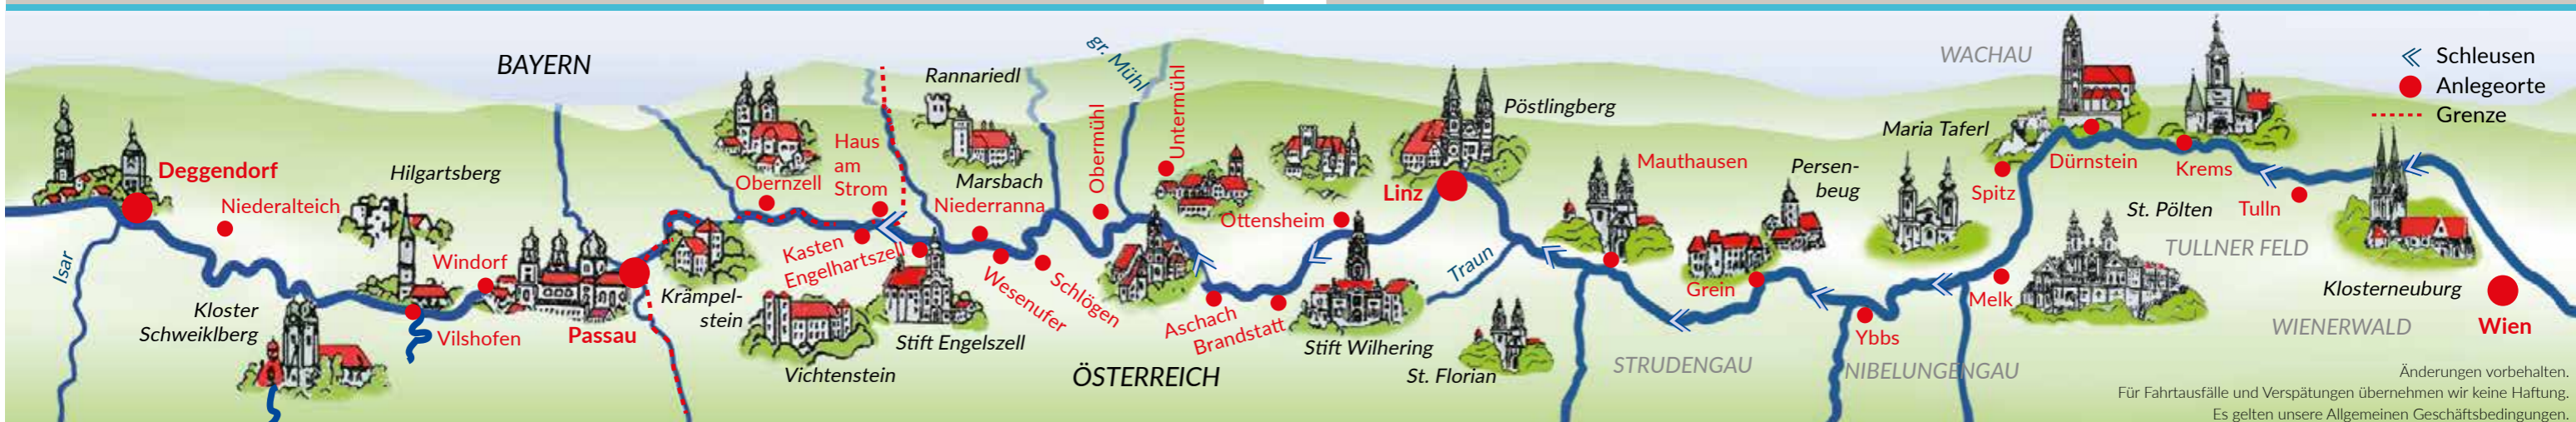 BAYERN
Isar
Deggendorf
Niederalteich
Hilgartsberg
Kloster
Schweiklberg
Windorf
Vilshofen
Passau
Krämpel-
stein
Obernzell
Haus
am
Strom
Kasten
Engelhartszell
Vichtenstein
Stift Engelszell
Rannariedl
Marsbach
Niederranna
Wesenufer
Schlögen
gr. Mühl
Obermühl
Untermühl
ÖSTERREICH
Aschach
Brandstatt
Ottensheim
Stift Wilhering
Linz
Pöstlingberg
Traun
St. Florian
Mauthausen
STRUDENGAU
Grein
Persen-
beug
Ybbs
NIBELUNGENGAU
Maria Taferl
Melk
WACHAU
Spitz
Dürnstein
Krems
St. Pölten
TULLNER FELD
Tulln
Klosterneuburg
WIENERWALD
Wien
Schleusen
Anlegeorte
Grenze
Änderungen vorbehalten.
Für Fahrtausfälle und Verspätungen übernehmen wir keine Haftung.
Es gelten unsere Allgemeinen Geschäftsbedingungen.